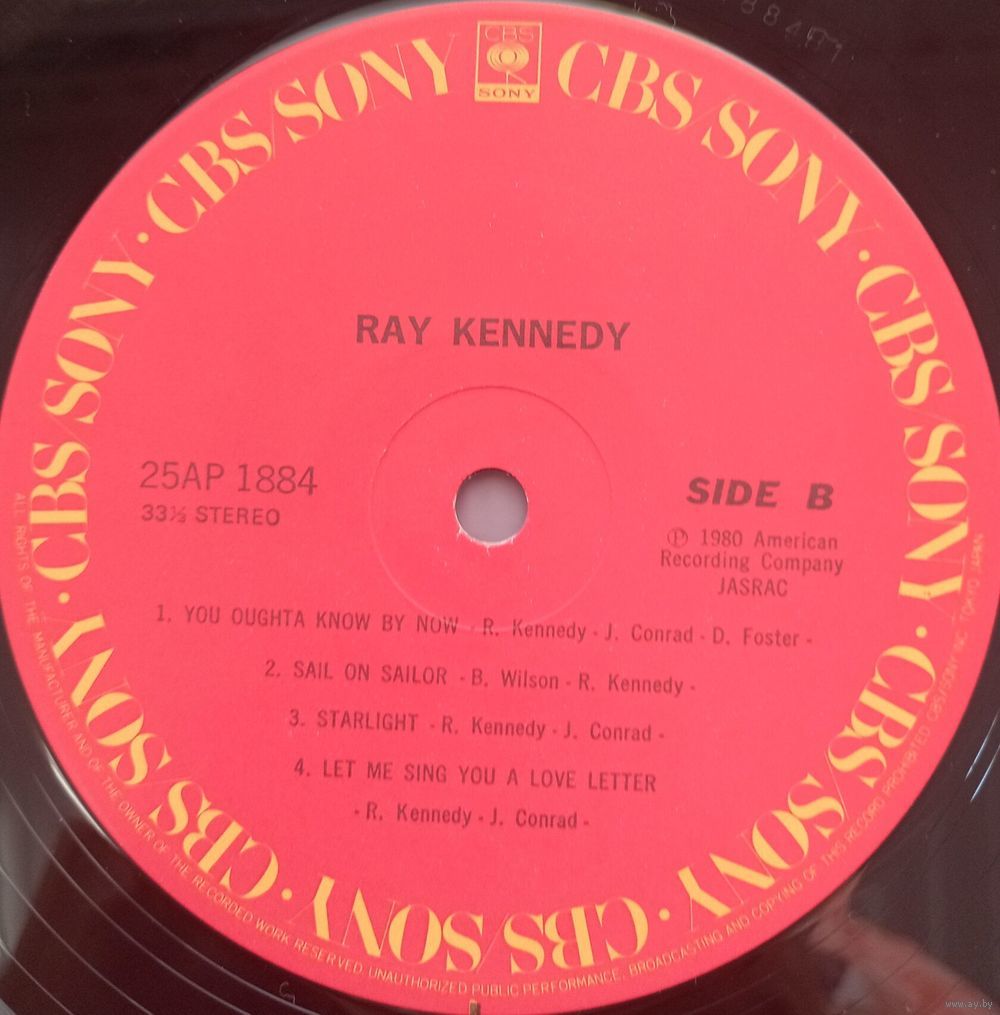 CBS
SONY
CBS/SONY · CBS/SONY · CBS/SONY · CBS/SONY · CBS/SONY · CBS/SONY · CBS/SONY · CBS/SONY
RAY KENNEDY
25AP 1884
33⅓ STEREO
SIDE B
Ⓟ 1980 American
Recording Company
JASRAC
1. YOU OUGHTA KNOW BY NOW - R. Kennedy - J. Conrad - D. Foster -
2. SAIL ON SAILOR - B. Wilson - R. Kennedy -
3. STARLIGHT - R. Kennedy - J. Conrad -
4. LET ME SING YOU A LOVE LETTER
- R. Kennedy - J. Conrad -
ALL RIGHTS OF THE MANUFACTURER AND OF THE OWNER OF THE RECORDED WORK RESERVED. UNAUTHORIZED PUBLIC PERFORMANCE, BROADCASTING AND COPYING OF THIS RECORD PROHIBITED CBS/SONY INC. TOKYO JAPAN
www.ay.by